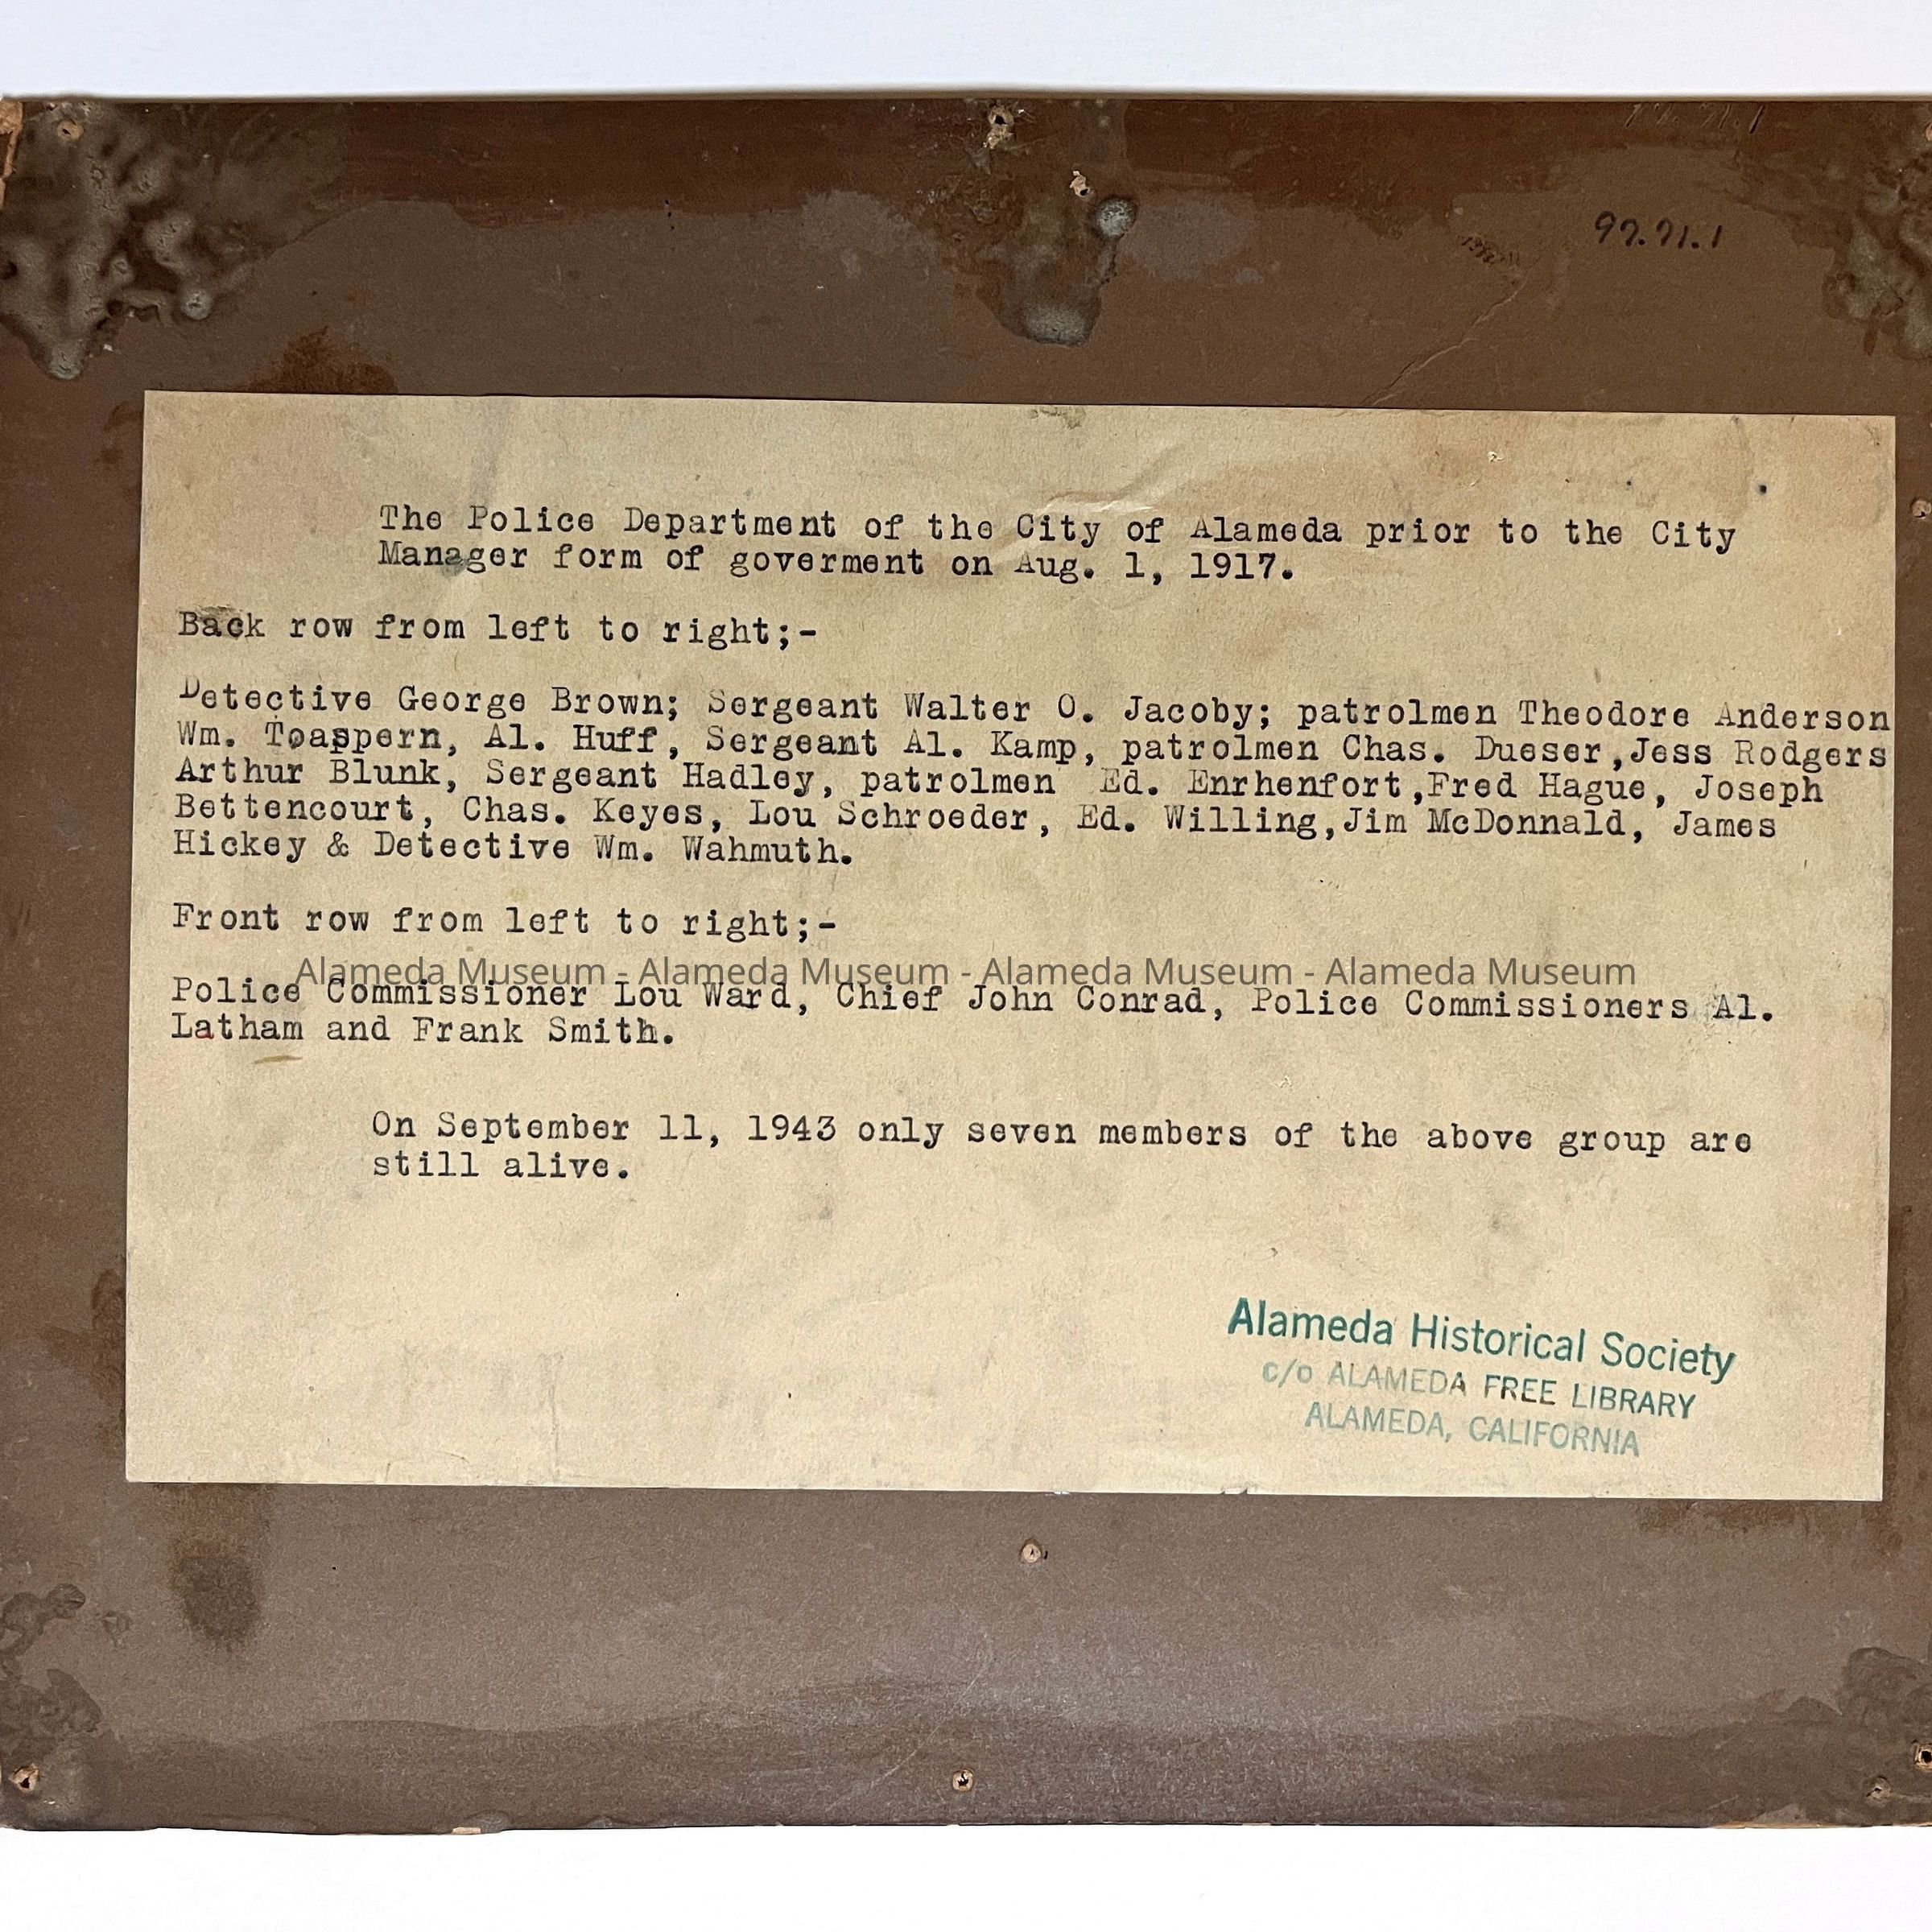 97.71.1
The Police Department of the City of Alameda prior to the City
Manager form of goverment on Aug. 1, 1917.
Back row from left to right;-
Detective George Brown; Sergeant Walter O. Jacoby; patrolmen Theodore Anderson
Wm. Toaspern, Al. Huff, Sergeant Al. Kamp, patrolmen Chas. Dueser,Jess Rodgers
Arthur Blunk, Sergeant Hadley, patrolmen Ed. Enrhenfort,Fred Hague, Joseph
Bettencourt, Chas. Keyes, Lou Schroeder, Ed. Willing,Jim McDonnald, James
Hickey & Detective Wm. Wahmuth.
Front row from left to right;-
Alameda Museum - Alameda Museum - Alameda Museum - Alameda Museum
Police Commissioner Lou Ward, Chief John Conrad, Police Commissioners Al.
Latham and Frank Smith.
On September 11, 1943 only seven members of the above group are
still alive.
Alameda Historical Society
c/o ALAMEDA FREE LIBRARY
ALAMEDA, CALIFORNIA